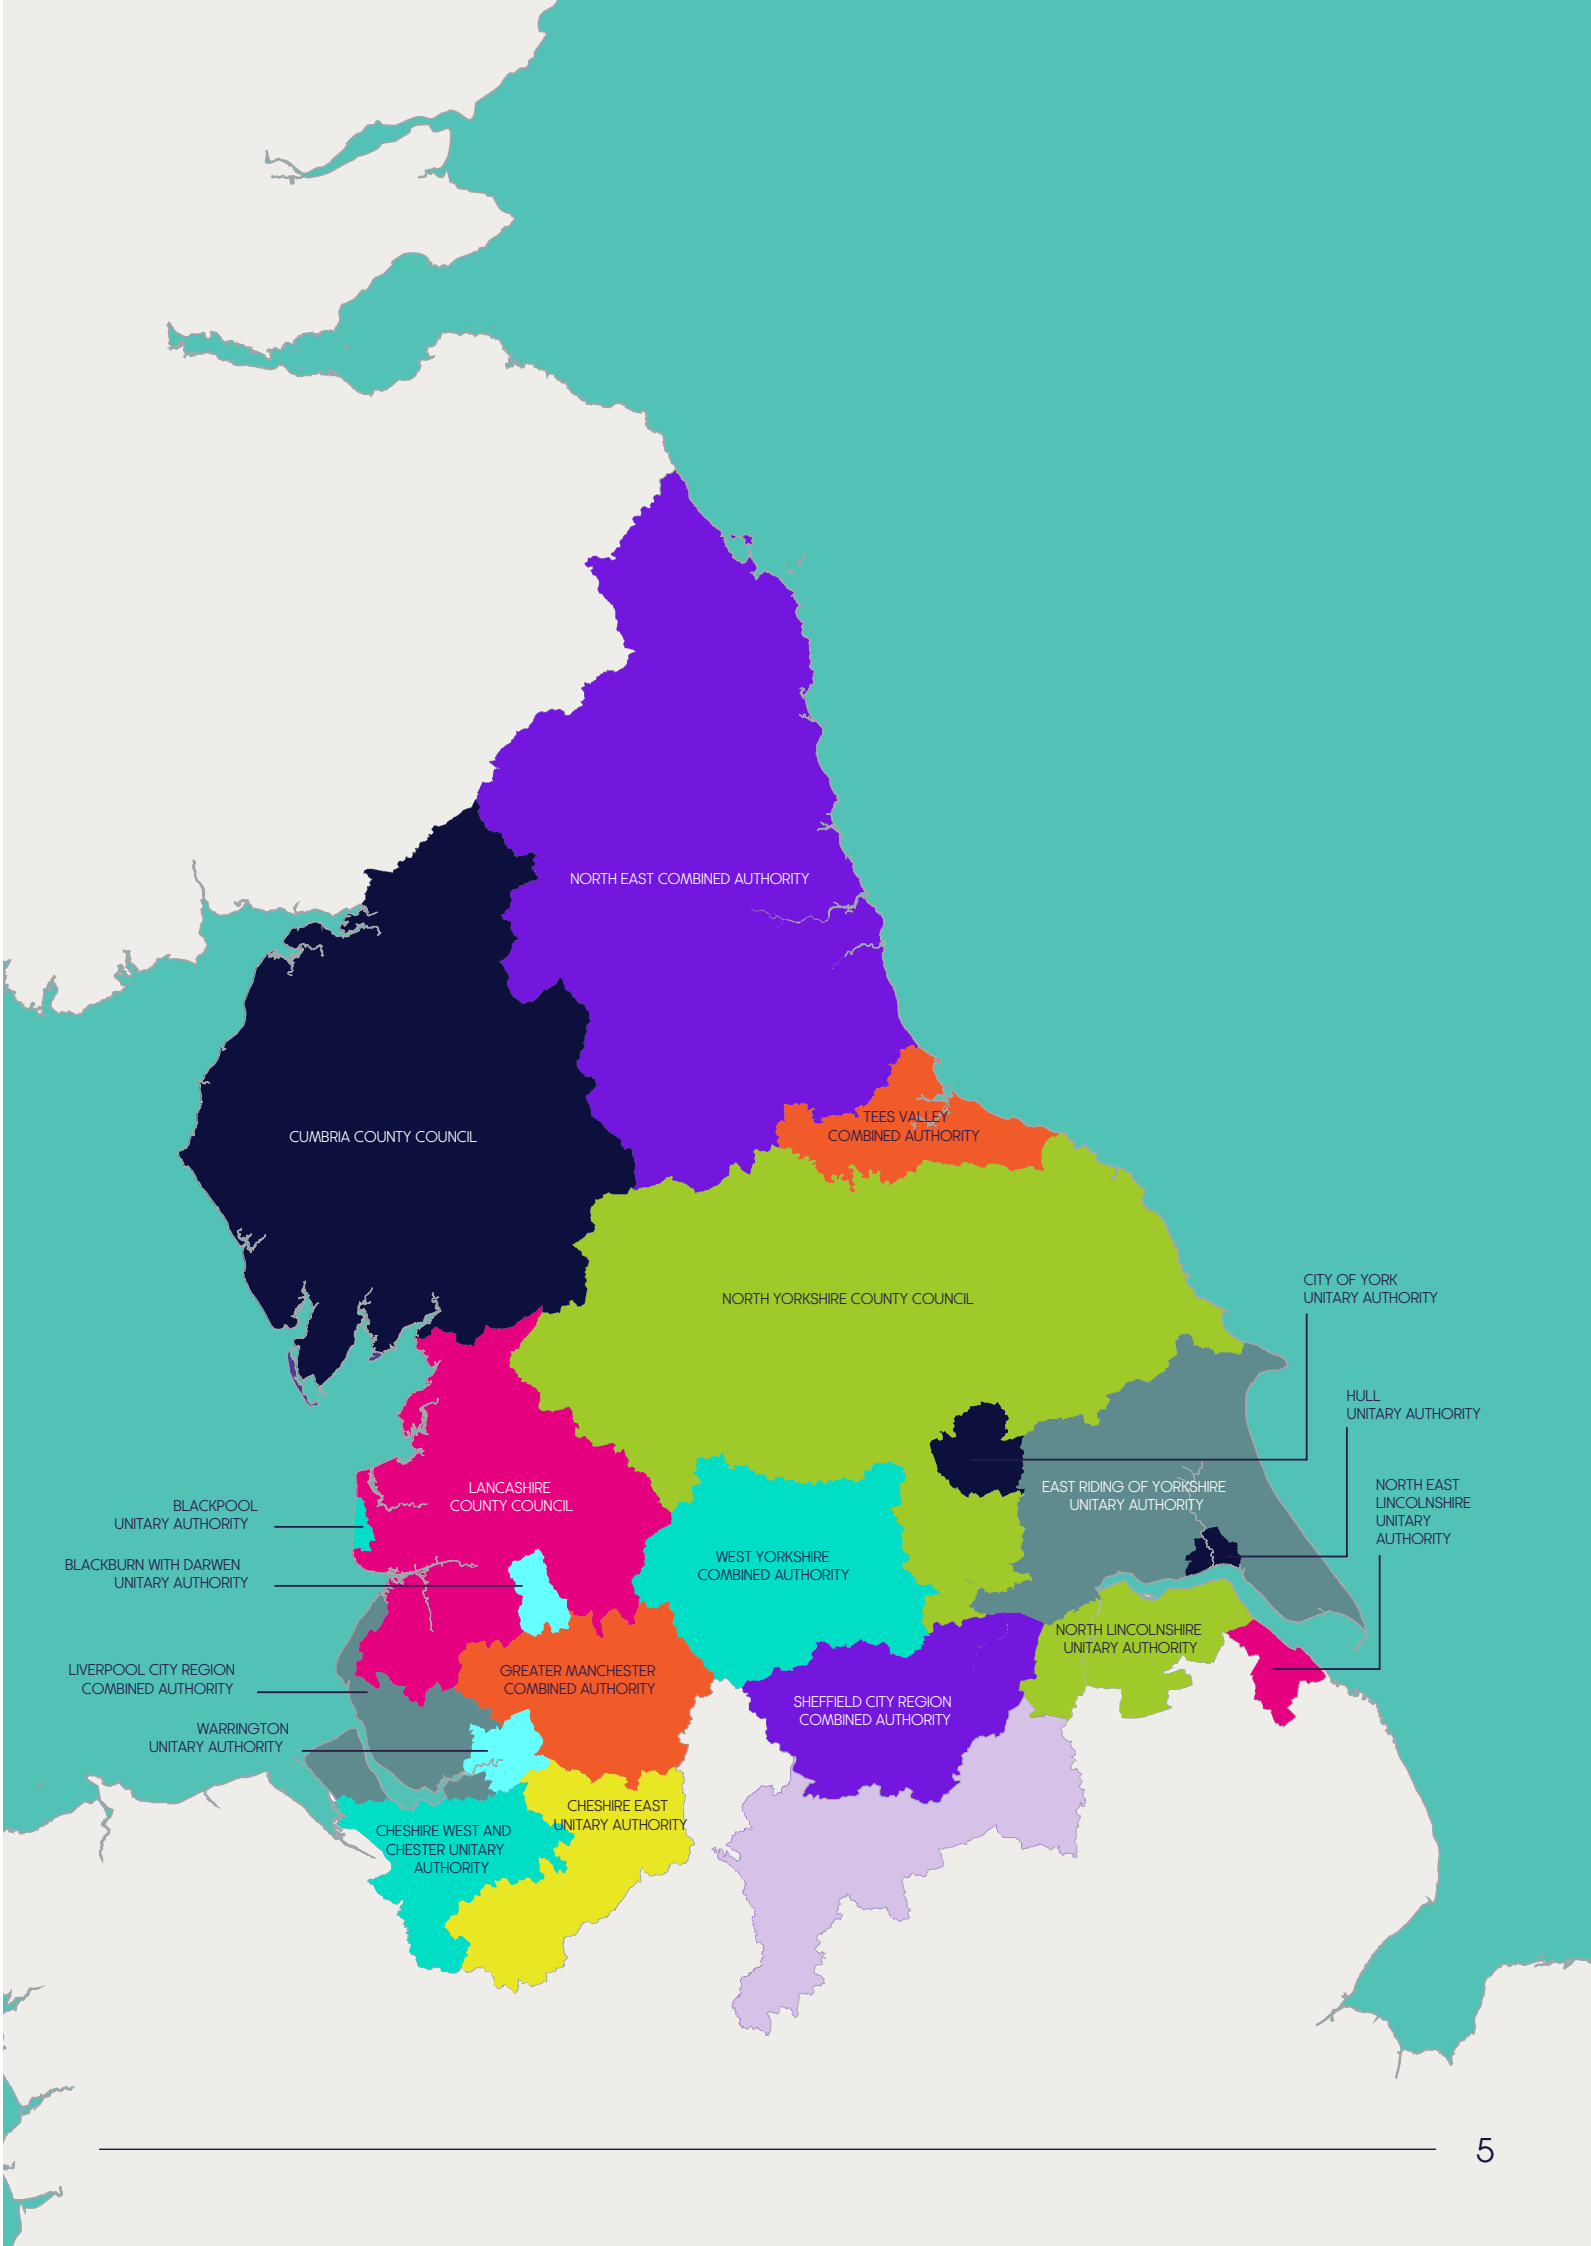 NORTH EAST COMBINED AUTHORITY
TEES VALLEY
COMBINED AUTHORITY
CUMBRIA COUNTY COUNCIL
NORTH YORKSHIRE COUNTY COUNCIL
CITY OF YORK
UNITARY AUTHORITY
HULL
UNITARY AUTHORITY
NORTH EAST
LINCOLNSHIRE
UNITARY
AUTHORITY
EAST RIDING OF YORKSHIRE
UNITARY AUTHORITY
LANCASHIRE
COUNTY COUNCIL
BLACKPOOL
UNITARY AUTHORITY
BLACKBURN WITH DARWEN
UNITARY AUTHORITY
WEST YORKSHIRE
COMBINED AUTHORITY
NORTH LINCOLNSHIRE
UNITARY AUTHORITY
LIVERPOOL CITY REGION
COMBINED AUTHORITY
GREATER MANCHESTER
COMBINED AUTHORITY
SHEFFIELD CITY REGION
COMBINED AUTHORITY
WARRINGTON
UNITARY AUTHORITY
CHESHIRE EAST
UNITARY AUTHORITY
CHESHIRE WEST AND
CHESTER UNITARY
AUTHORITY
5